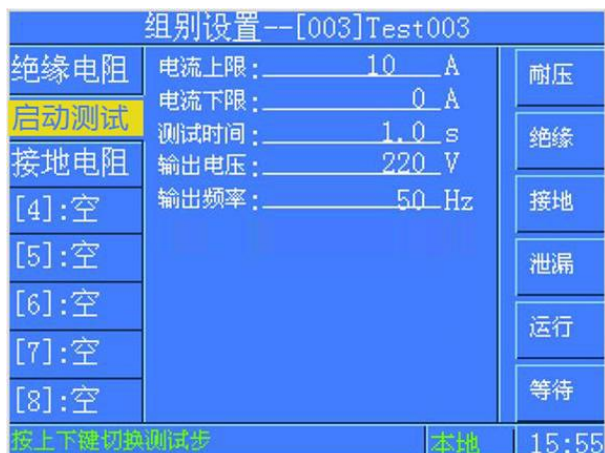 组别设置--[003]Test003
绝缘电阻
启动测试
接地电阻
[4]:空
[5]:空
[6]:空
[7]:空
[8]:空
电流上限: 10 A
电流下限: 0 A
测试时间: 1.0 s
输出电压: 220 V
输出频率: 50 Hz
耐压
绝缘
接地
泄漏
运行
等待
按上下键切换测试步
本地
15:55